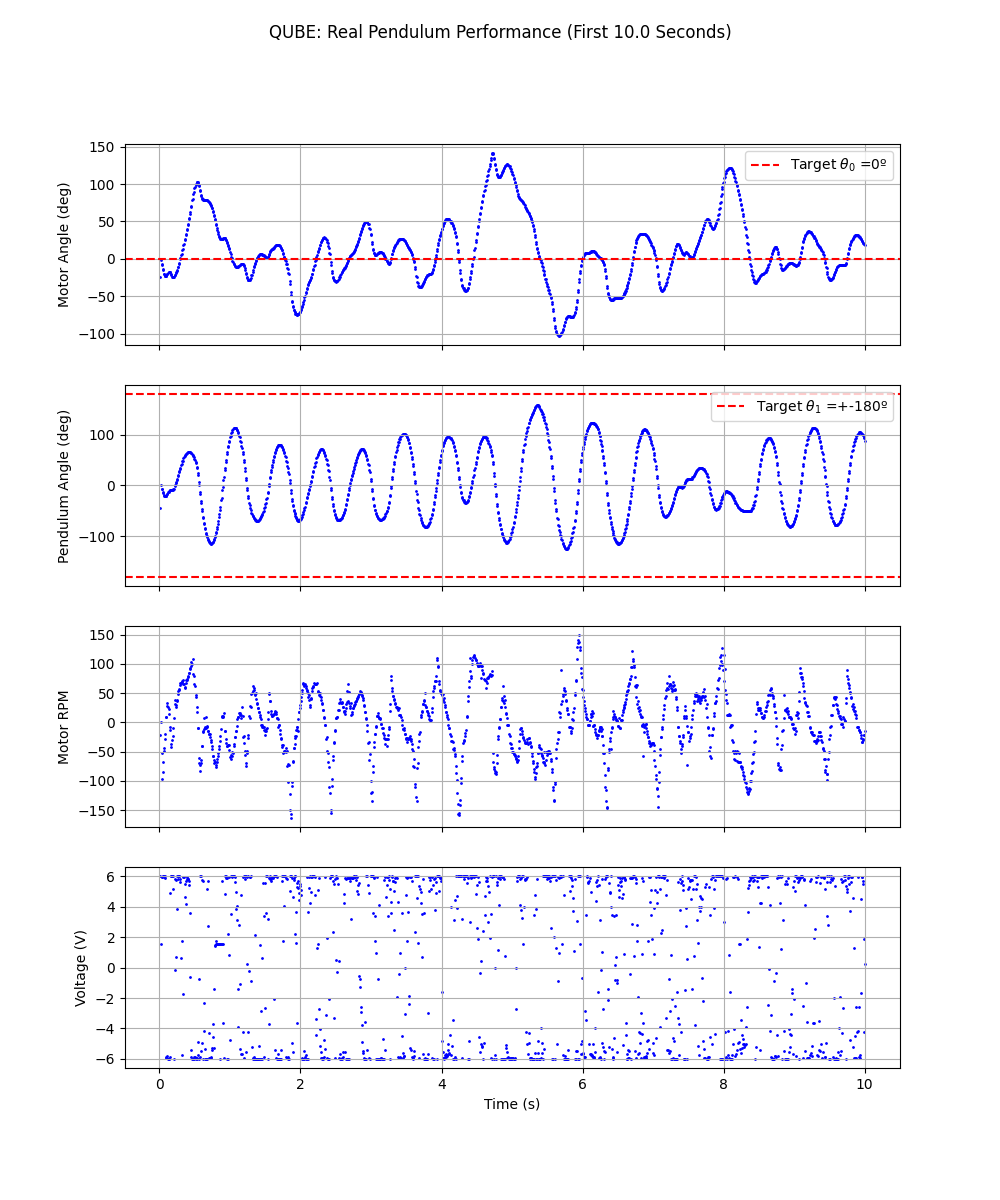 QUBE: Real Pendulum Performance (First 10.0 Seconds)
150
100
50
0
−50
−100
Motor Angle (deg)
Target θ₀ =0º
100
0
−100
Pendulum Angle (deg)
Target θ₁ =+-180º
150
100
50
0
−50
−100
−150
Motor RPM
6
4
2
0
−2
−4
−6
Voltage (V)
0 2 4 6 8 10
Time (s)